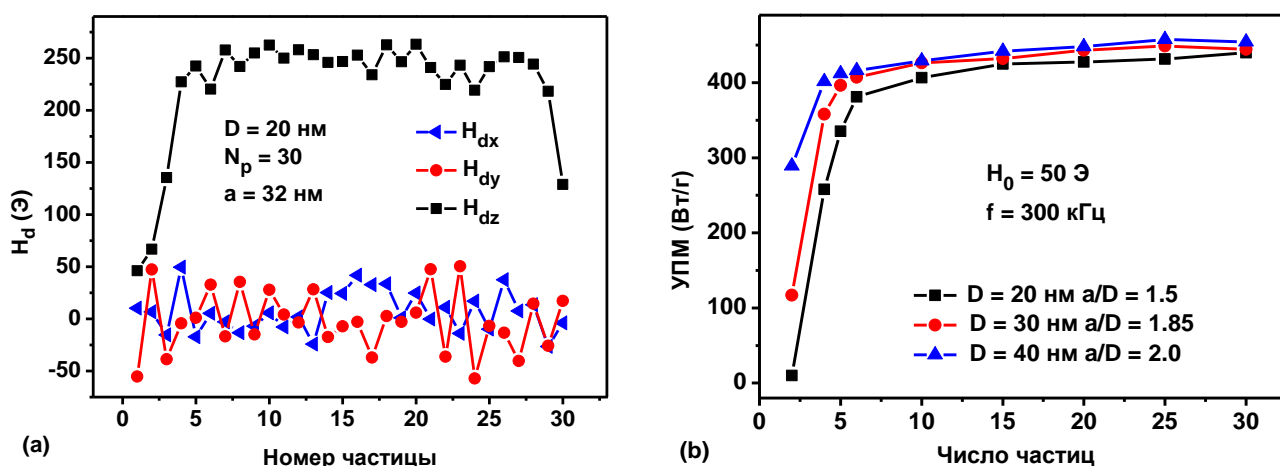 250
200
150
100
50
0
-50
H_d (Э)
D = 20 нм
N_p = 30
a = 32 нм
H_dx
H_dy
H_dz
0 5 10 15 20 25 30
(a)
Номер частицы
400
300
200
100
0
УПМ (Вт/г)
H_0 = 50 Э
f = 300 кГц
D = 20 нм a/D = 1.5
D = 30 нм a/D = 1.85
D = 40 нм a/D = 2.0
0 5 10 15 20 25 30
(b)
Число частиц